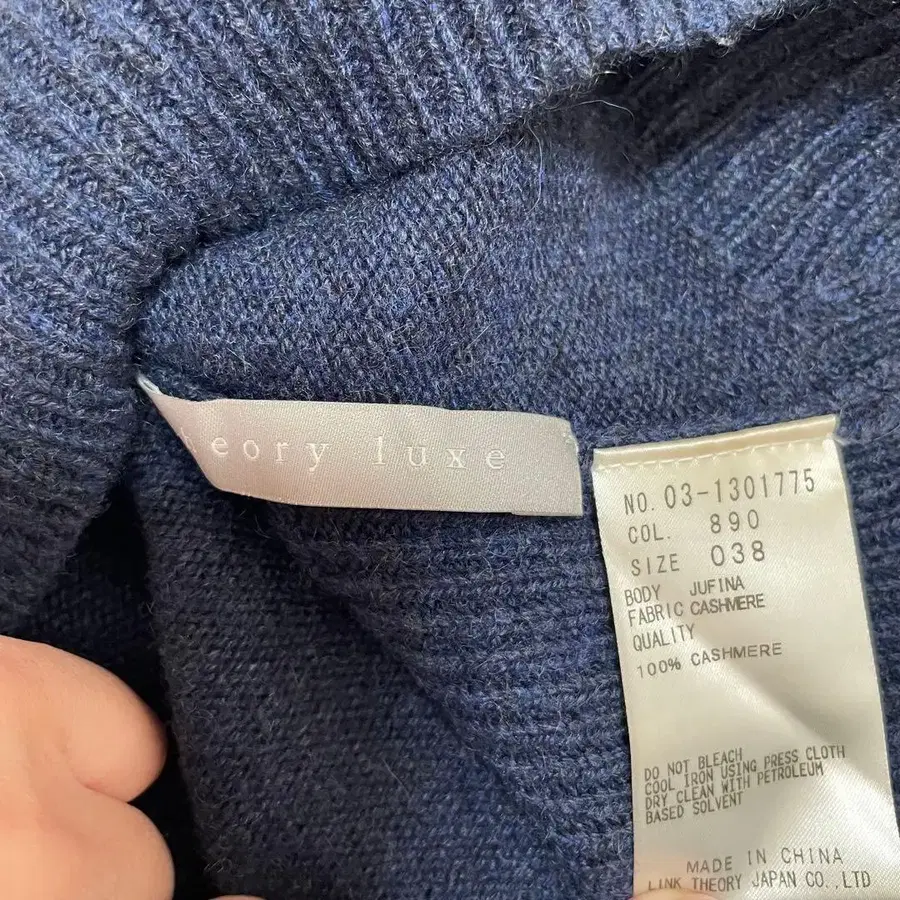 heory luxe
NO. 03-1301775
COL. 890
SIZE 038
BODY JUFINA
FABRIC CASHMERE
QUALITY
100% CASHMERE
DO NOT BLEACH
COOL IRON USING PRESS CLOTH
DRY CLEAN WITH PETROLEUM
BASED SOLVENT
MADE IN CHINA
LINK THEORY JAPAN CO.,LTD